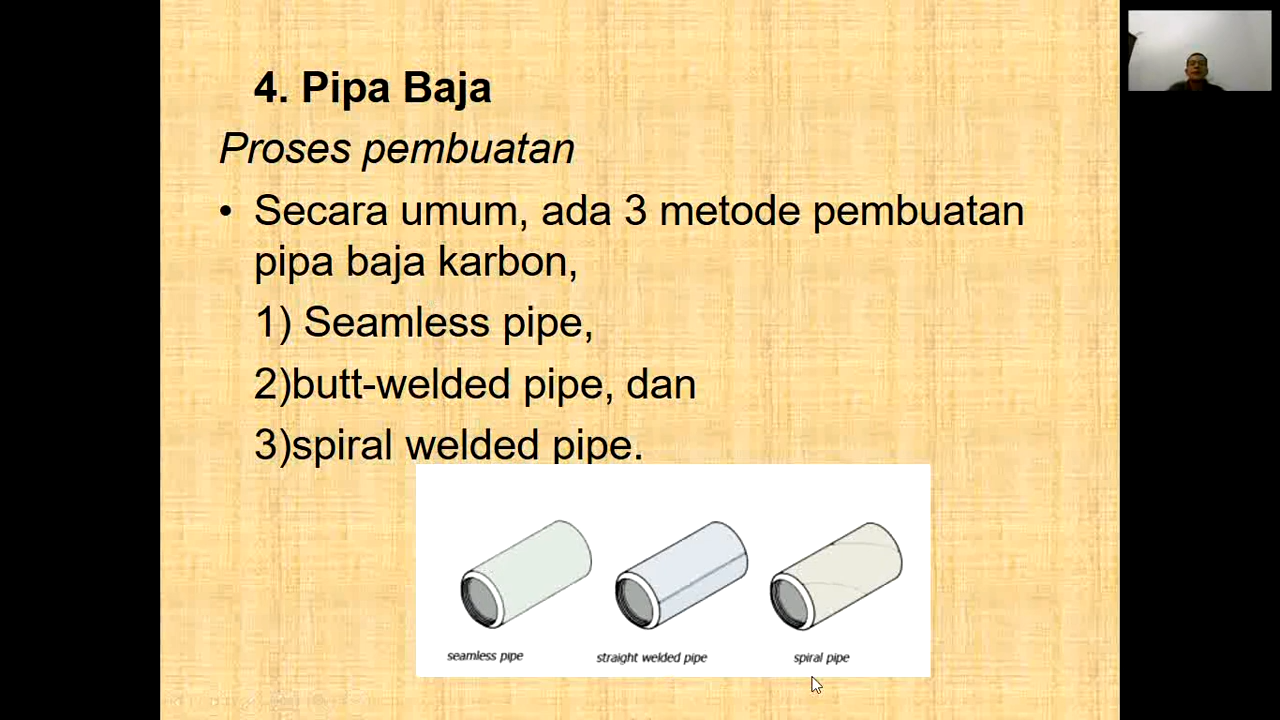 4. Pipa Baja
Proses pembuatan
• Secara umum, ada 3 metode pembuatan
pipa baja karbon,
1) Seamless pipe,
2)butt-welded pipe, dan
3)spiral welded pipe.
seamless pipe
straight welded pipe
spiral pipe